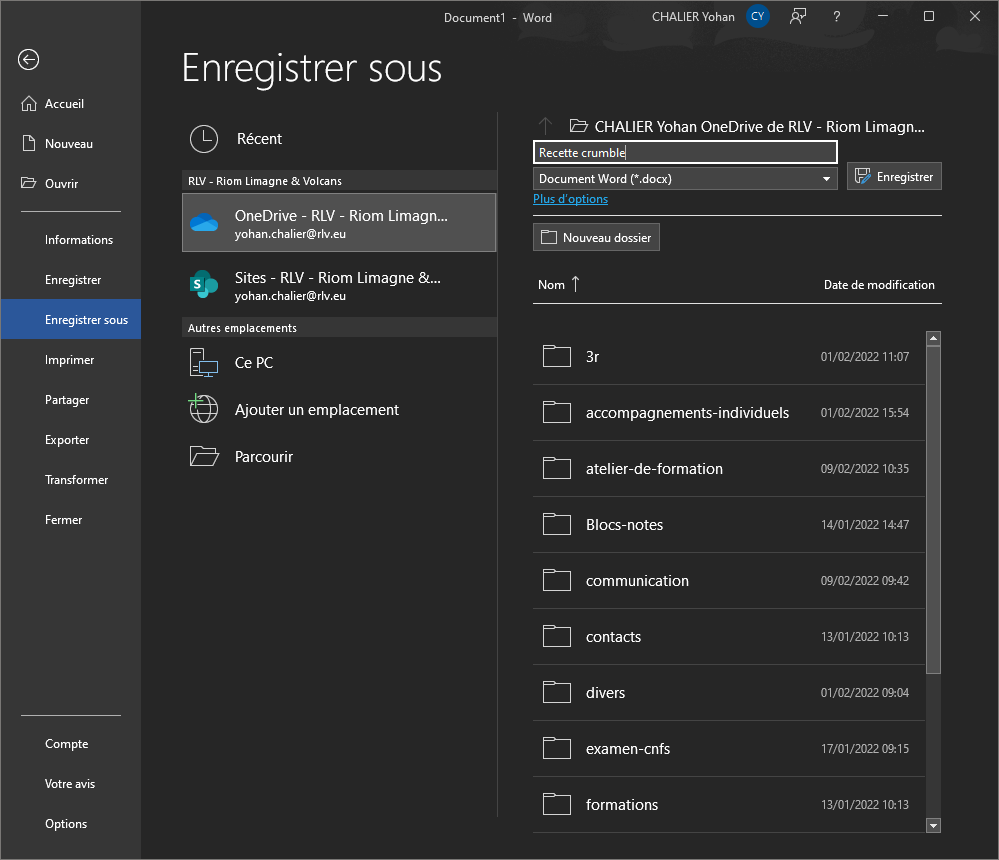 Document1 - Word
CHALIER Yohan
CY
?
Accueil
Nouveau
Ouvrir
Informations
Enregistrer
Enregistrer sous
Imprimer
Partager
Exporter
Transformer
Fermer
Compte
Votre avis
Options
Enregistrer sous
Récent
RLV - Riom Limagne & Volcans
OneDrive - RLV - Riom Limagn...
yohan.chalier@rlv.eu
S
Sites - RLV - Riom Limagne &...
yohan.chalier@rlv.eu
Autres emplacements
Ce PC
Ajouter un emplacement
Parcourir
CHALIER Yohan OneDrive de RLV - Riom Limagn...
Recette crumble
Document Word (*.docx)
Enregistrer
Plus d'options
Nouveau dossier
Nom ↑ Date de modification
3r 01/02/2022 11:07
accompagnements-individuels 01/02/2022 15:54
atelier-de-formation 09/02/2022 10:35
Blocs-notes 14/01/2022 14:47
communication 09/02/2022 09:42
contacts 13/01/2022 10:13
divers 01/02/2022 09:04
examen-cnfs 17/01/2022 09:15
formations 13/01/2022 10:13